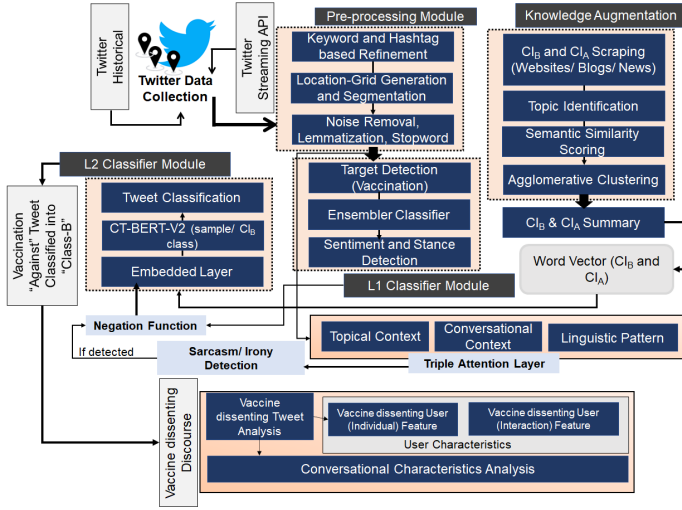 Pre-processing Module
Knowledge Augmentation
Twitter
Historical
Twitter Data
Collection
Twitter
Streaming API
Keyword and Hashtag
based Refinement
Location-Grid Generation
and Segmentation
Noise Removal,
Lemmatization, Stopword
CIB and CIA Scraping
(Websites/ Blogs/ News)
Topic Identification
Semantic Similarity
Scoring
Agglomerative Clustering
L2 Classifier Module
Tweet Classification
CT-BERT-V2 (sample/ CIB
class)
Embedded Layer
Target Detection
(Vaccination)
Ensembler Classifier
Sentiment and Stance
Detection
CIB & CIA Summary
Word Vector (CIB and
CIA)
L1 Classifier Module
Vaccination
“Against” Tweet
Classified into
“Class-B”
Negation Function
If detected
Sarcasm/ Irony
Detection
Topical Context
Conversational
Context
Linguistic Pattern
Triple Attention Layer
Vaccine dissenting
Discourse
Vaccine
dissenting Tweet
Analysis
Vaccine dissenting User
(Individual) Feature
Vaccine dissenting User
(Interaction) Feature
User Characteristics
Conversational Characteristics Analysis